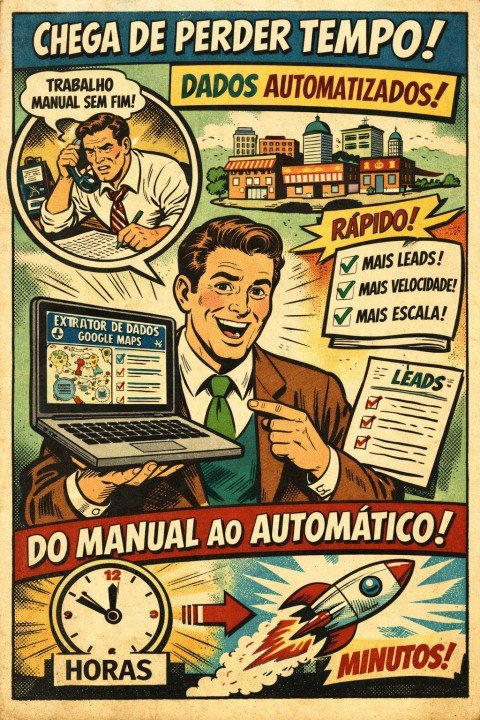 CHEGA DE PERDER TEMPO!
TRABALHO
MANUAL SEM FIM!
DADOS AUTOMATIZADOS!
RÁPIDO!
MAIS LEADS!
MAIS VELOCIDADE!
MAIS ESCALA!
EXTRATOR DE DADOS
GOOGLE MAPS
LEADS
DO MANUAL AO AUTOMÁTICO!
12
9
3
HORAS
MINUTOS!